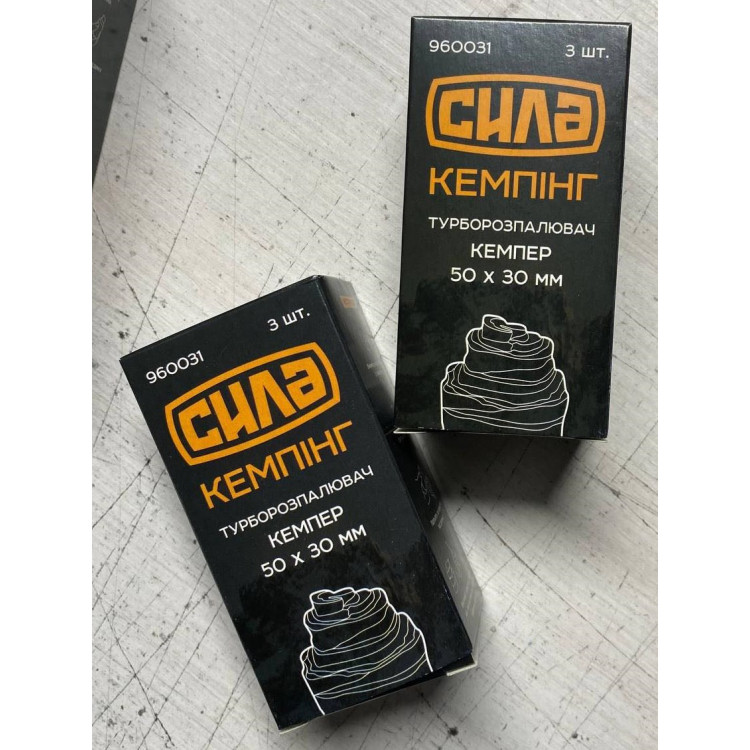 960031 3 шт.
СИЛА
КЕМПІНГ
ТУРБОРОЗПАЛЮВАЧ
КЕМПЕР
50 х 30 мм
960031 3 шт.
СИЛА
КЕМПІНГ
ТУРБОРОЗПАЛЮВАЧ
КЕМПЕР
50 х 30 мм